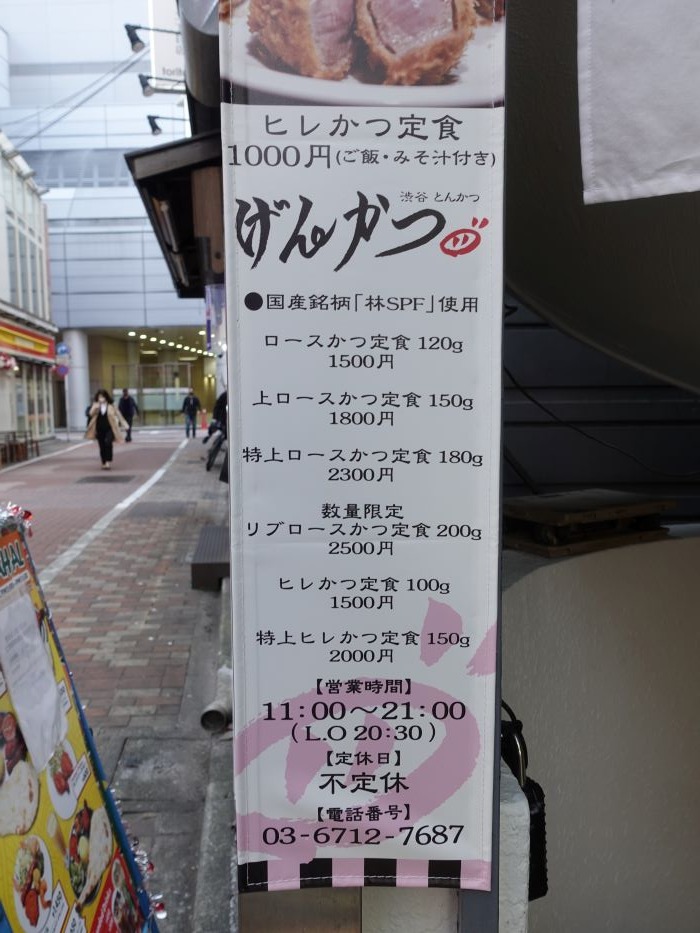 ヒレかつ定食
1000円(ご飯・みそ汁付き)
渋谷 とんかつ
げんかつ
●国産銘柄「林SPF」使用
ロースかつ定食 120g
1500円
上ロースかつ定食 150g
1800円
特上ロースかつ定食 180g
2300円
数量限定
リブロースかつ定食 200g
2500円
ヒレかつ定食 100g
1500円
特上ヒレかつ定食 150g
2000円
【営業時間】
11:00〜21:00
(L.O 20:30)
【定休日】
不定休
【電話番号】
03-6712-7687